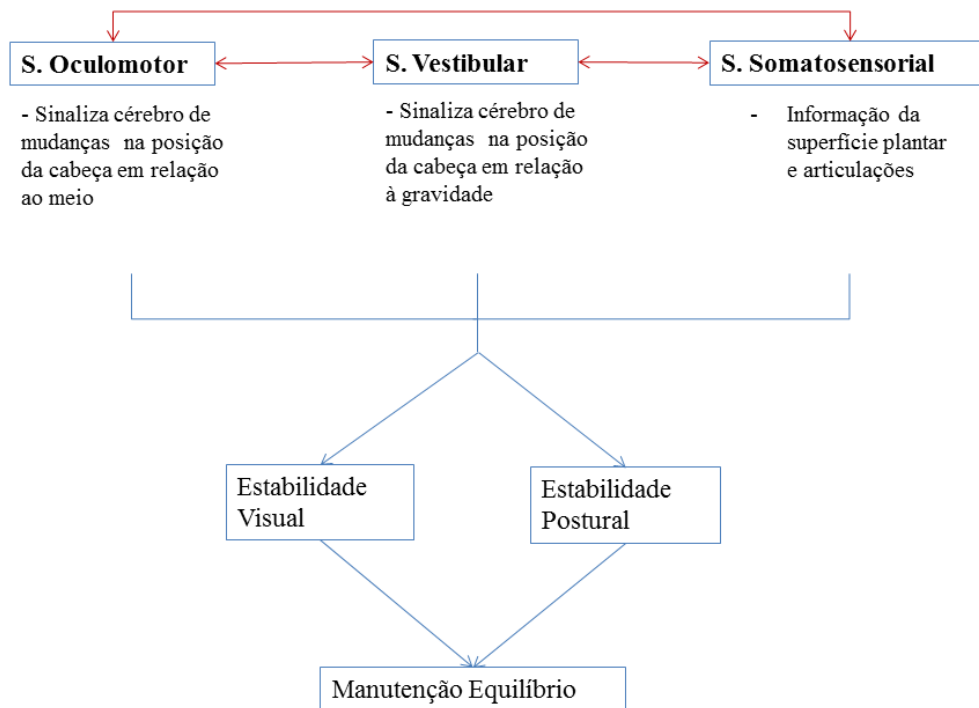 S. Oculomotor
S. Vestibular
S. Somatosensorial
- Sinaliza cérebro de
mudanças na posição
da cabeça em relação
ao meio
- Sinaliza cérebro de
mudanças na posição
da cabeça em relação
à gravidade
- Informação da
superfície plantar
e articulações
Estabilidade
Visual
Estabilidade
Postural
Manutenção Equilíbrio